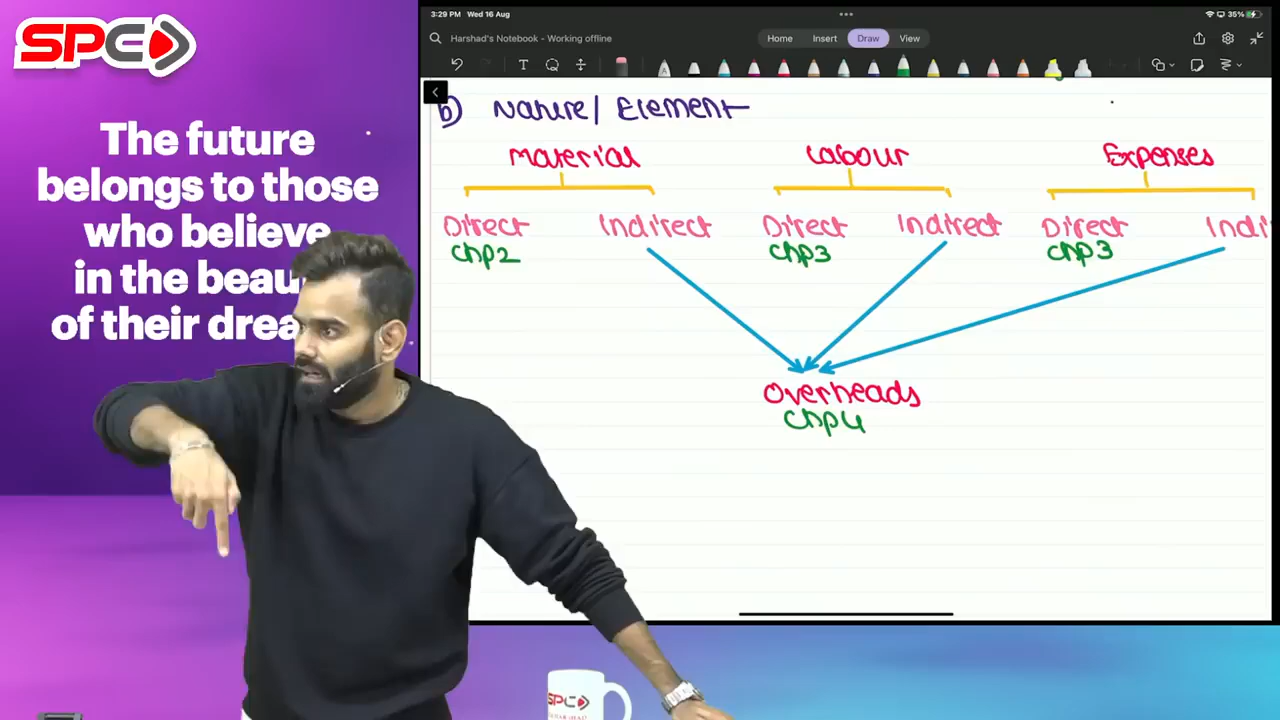 SPC
The future
belongs to those
who believe
in the beau
of their drea
3:29 PM Wed 16 Aug
35%
Harshad's Notebook - Working offline
Home Insert Draw View
b) Nature/ Element
Material Labour Expenses
Direct Indirect Direct Indirect Direct Indi
Chp2 Chp3 Chp3
Overheads
Chp4
SPC